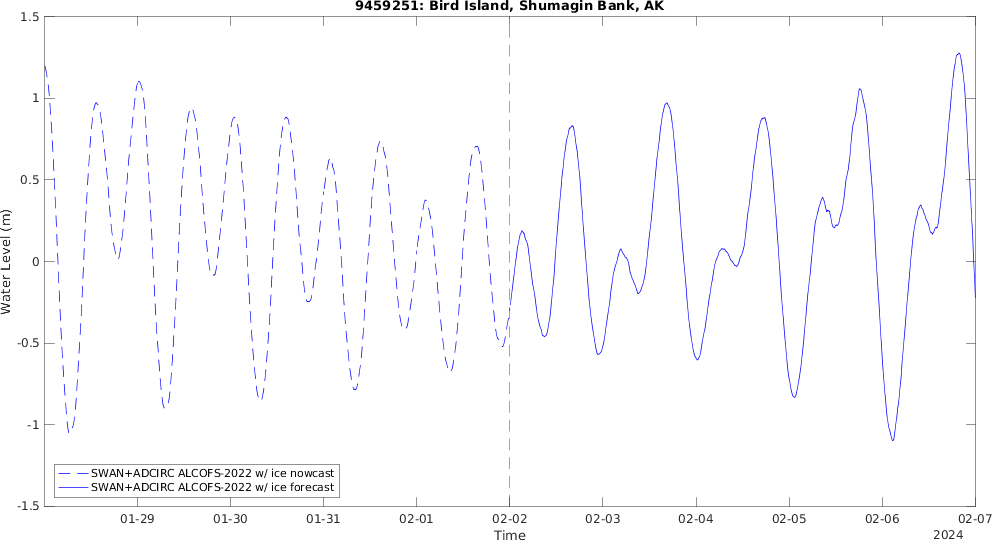 9459251: Bird Island, Shumagin Bank, AK
1.5
1
0.5
0
-0.5
-1
-1.5
Water Level (m)
SWAN+ADCIRC ALCOFS-2022 w/ ice nowcast
SWAN+ADCIRC ALCOFS-2022 w/ ice forecast
01-29 01-30 01-31 02-01 02-02 02-03 02-04 02-05 02-06 02-07
Time
2024